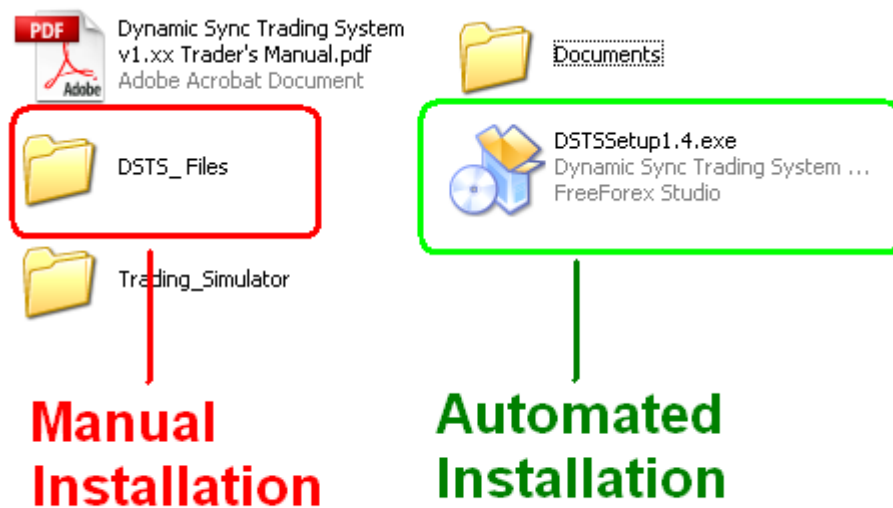 PDF
Adobe
Dynamic Sync Trading System
v1.xx Trader's Manual.pdf
Adobe Acrobat Document
Documents
DSTS_ Files
DSTSSetup1.4.exe
Dynamic Sync Trading System ...
FreeForex Studio
Trading_Simulator
Manual
Installation
Automated
Installation